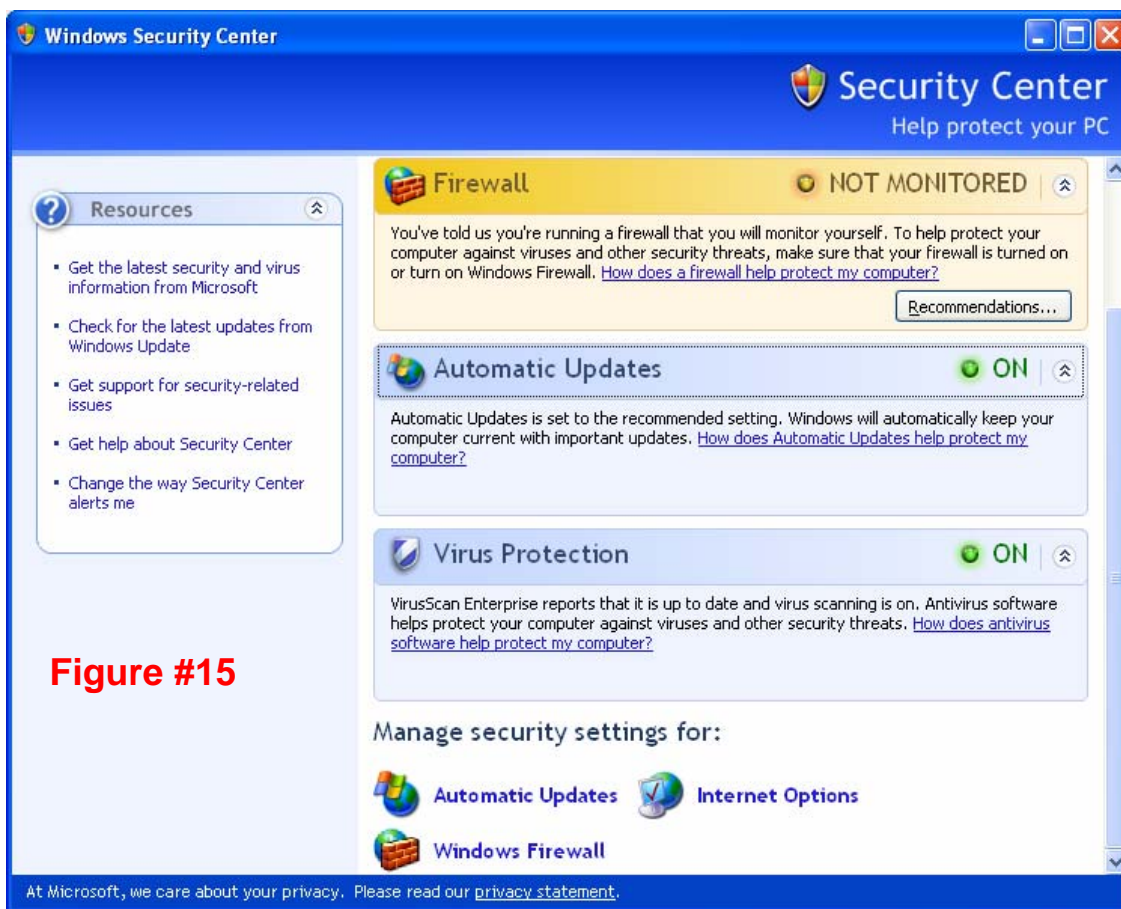 Windows Security Center
Security Center
Help protect your PC
Resources
Get the latest security and virus
information from Microsoft
Check for the latest updates from
Windows Update
Get support for security-related
issues
Get help about Security Center
Change the way Security Center
alerts me
Figure #15
Firewall
NOT MONITORED
You've told us you're running a firewall that you will monitor yourself. To help protect your
computer against viruses and other security threats, make sure that your firewall is turned on
or turn on Windows Firewall. How does a firewall help protect my computer?
Recommendations...
Automatic Updates
ON
Automatic Updates is set to the recommended setting. Windows will automatically keep your
computer current with important updates. How does Automatic Updates help protect my
computer?
Virus Protection
ON
VirusScan Enterprise reports that it is up to date and virus scanning is on. Antivirus software
helps protect your computer against viruses and other security threats. How does antivirus
software help protect my computer?
Manage security settings for:
Automatic Updates
Internet Options
Windows Firewall
At Microsoft, we care about your privacy. Please read our privacy statement.